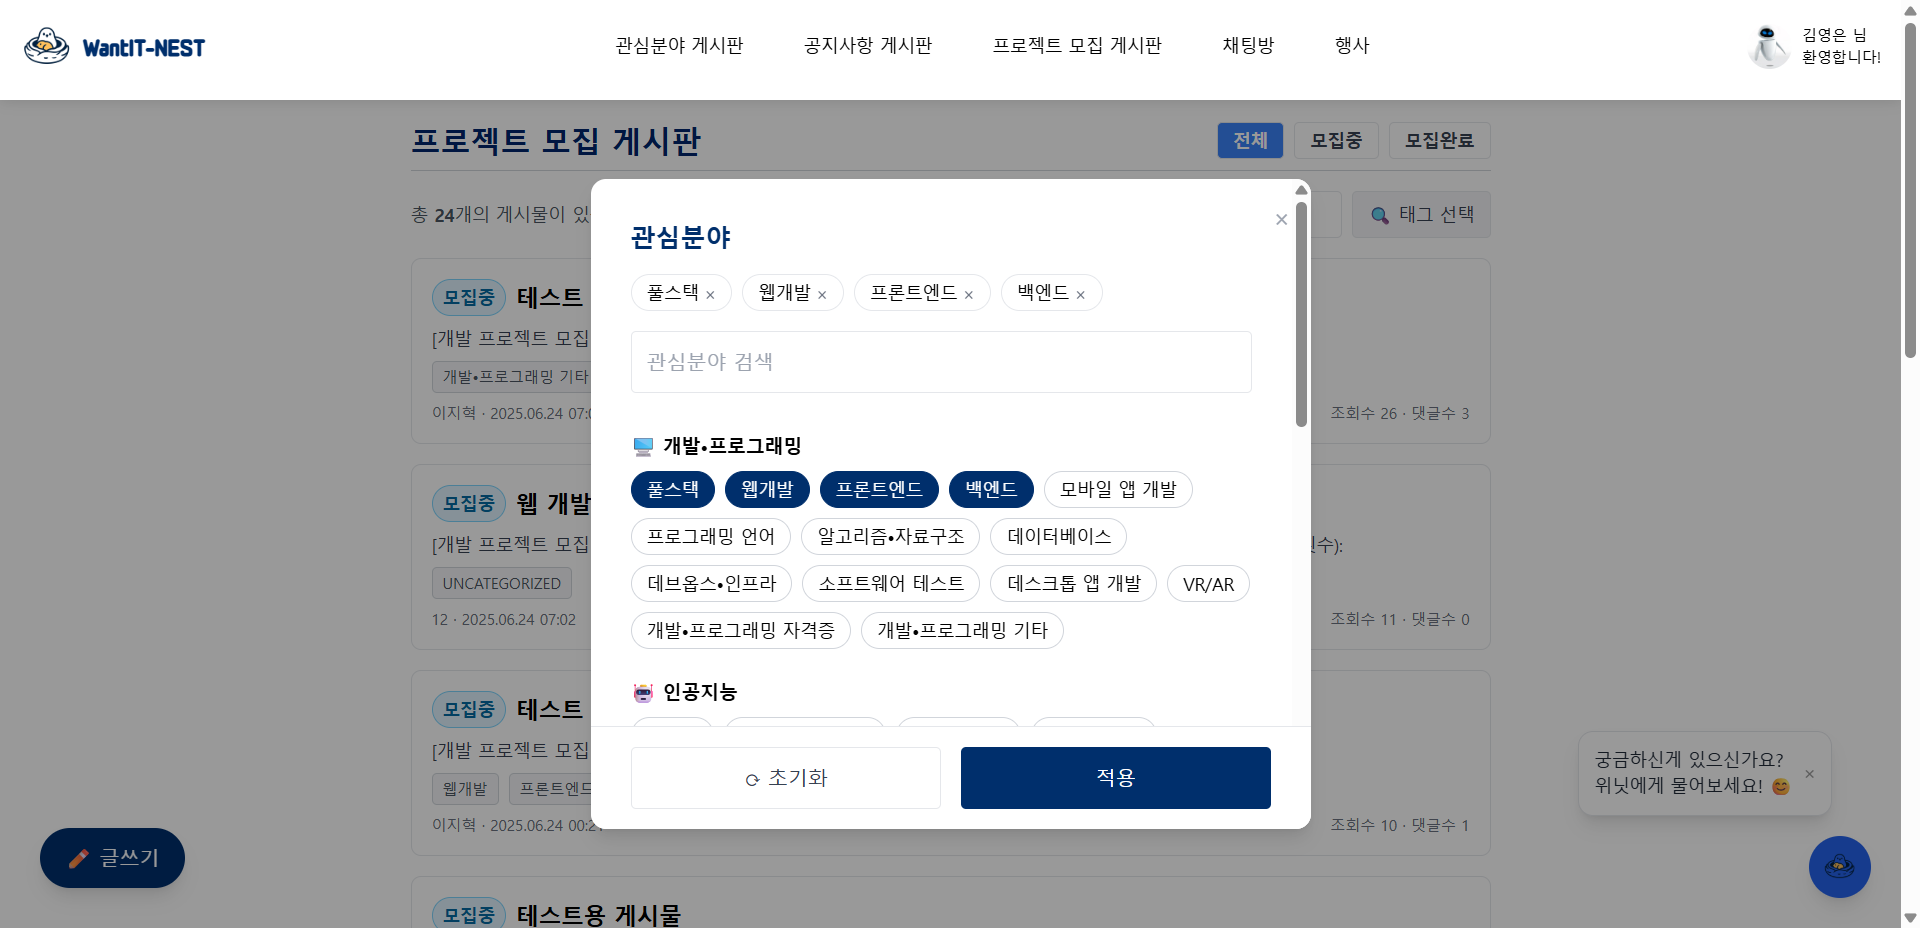 WantIT-NEST
관심분야 게시판
공지사항 게시판
프로젝트 모집 게시판
채팅방
행사
김영은 님
환영합니다!
프로젝트 모집 게시판
전체
모집중
모집완료
총 24개의 게시물이 있
태그 선택
모집중 테스트
[개발 프로젝트 모집
개발•프로그래밍 기타
이지혁 · 2025.06.24 07:0
조회수 26 · 댓글수 3
모집중 웹 개발
[개발 프로젝트 모집
수):
UNCATEGORIZED
12 · 2025.06.24 07:02
조회수 11 · 댓글수 0
모집중 테스트
[개발 프로젝트 모집
웹개발 프론트엔드
이지혁 · 2025.06.24 00:2
조회수 10 · 댓글수 1
모집중 테스트용 게시물
관심분야
×
풀스택 × 웹개발 × 프론트엔드 × 백엔드 ×
관심분야 검색
개발•프로그래밍
풀스택 웹개발 프론트엔드 백엔드 모바일 앱 개발
프로그래밍 언어 알고리즘•자료구조 데이터베이스
데브옵스•인프라 소프트웨어 테스트 데스크톱 앱 개발 VR/AR
개발•프로그래밍 자격증 개발•프로그래밍 기타
인공지능
초기화
적용
글쓰기
궁금하신게 있으신가요?
위닛에게 물어보세요! 😊
×